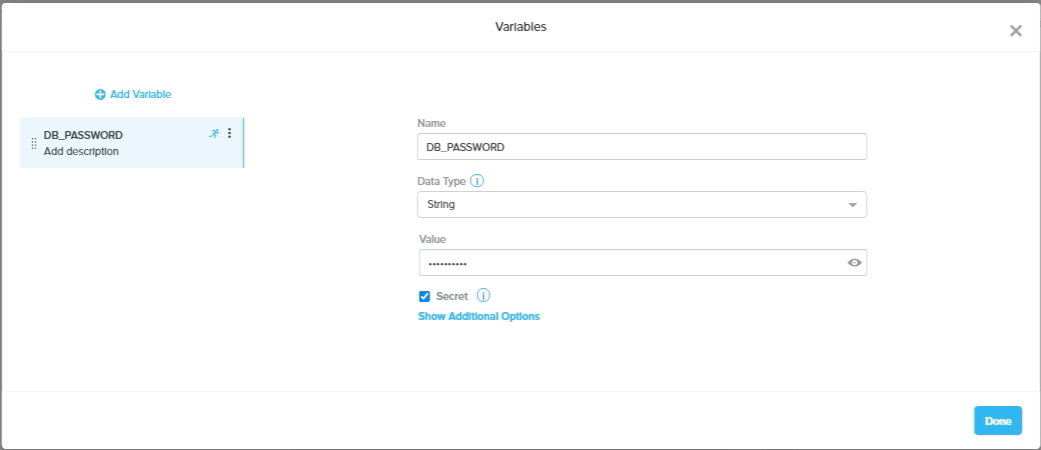 Variables
Add Variable
DB_PASSWORD
Add description
Name
DB_PASSWORD
Data Type
String
Value
••••••••••
Secret
Show Additional Options
Done